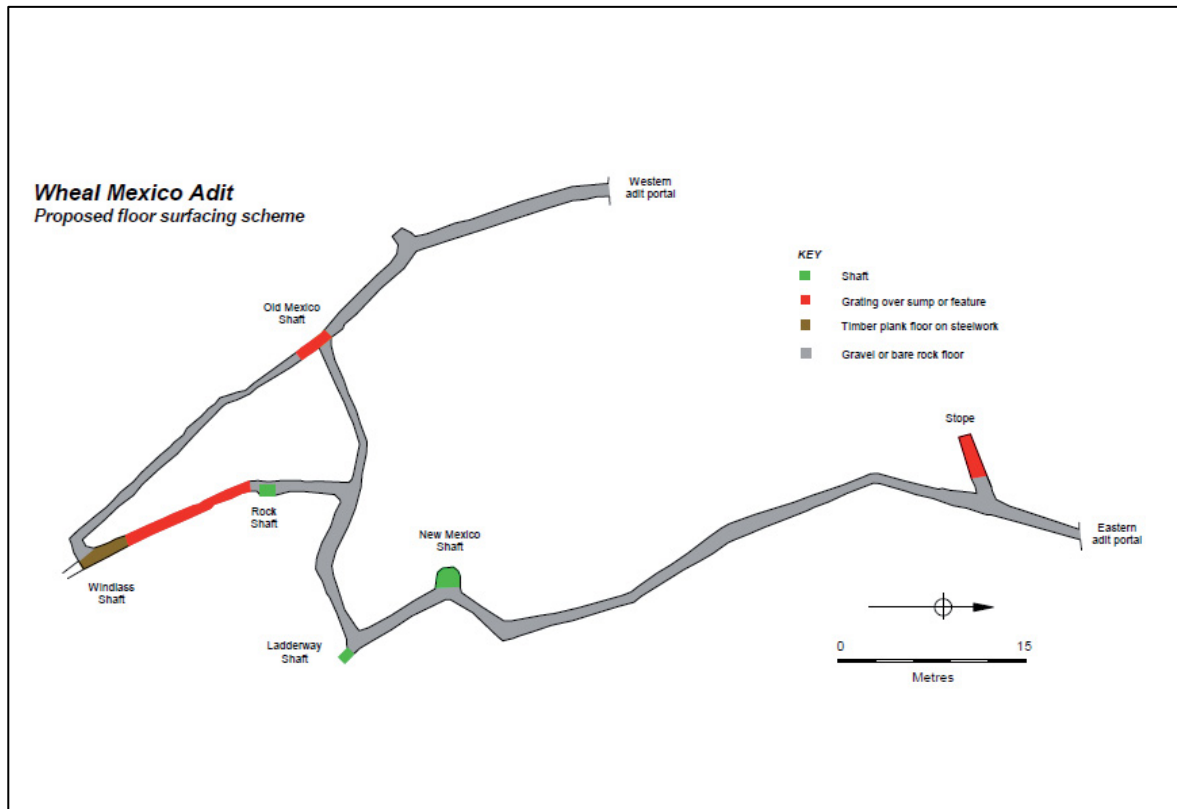 Wheal Mexico Adit
Proposed floor surfacing scheme
Western
adit portal
KEY
Shaft
Grating over sump or feature
Timber plank floor on steelwork
Gravel or bare rock floor
Old Mexico
Shaft
Stope
Rock
Shaft
New Mexico
Shaft
Eastern
adit portal
Windlass
Shaft
Ladderway
Shaft
0 15
Metres